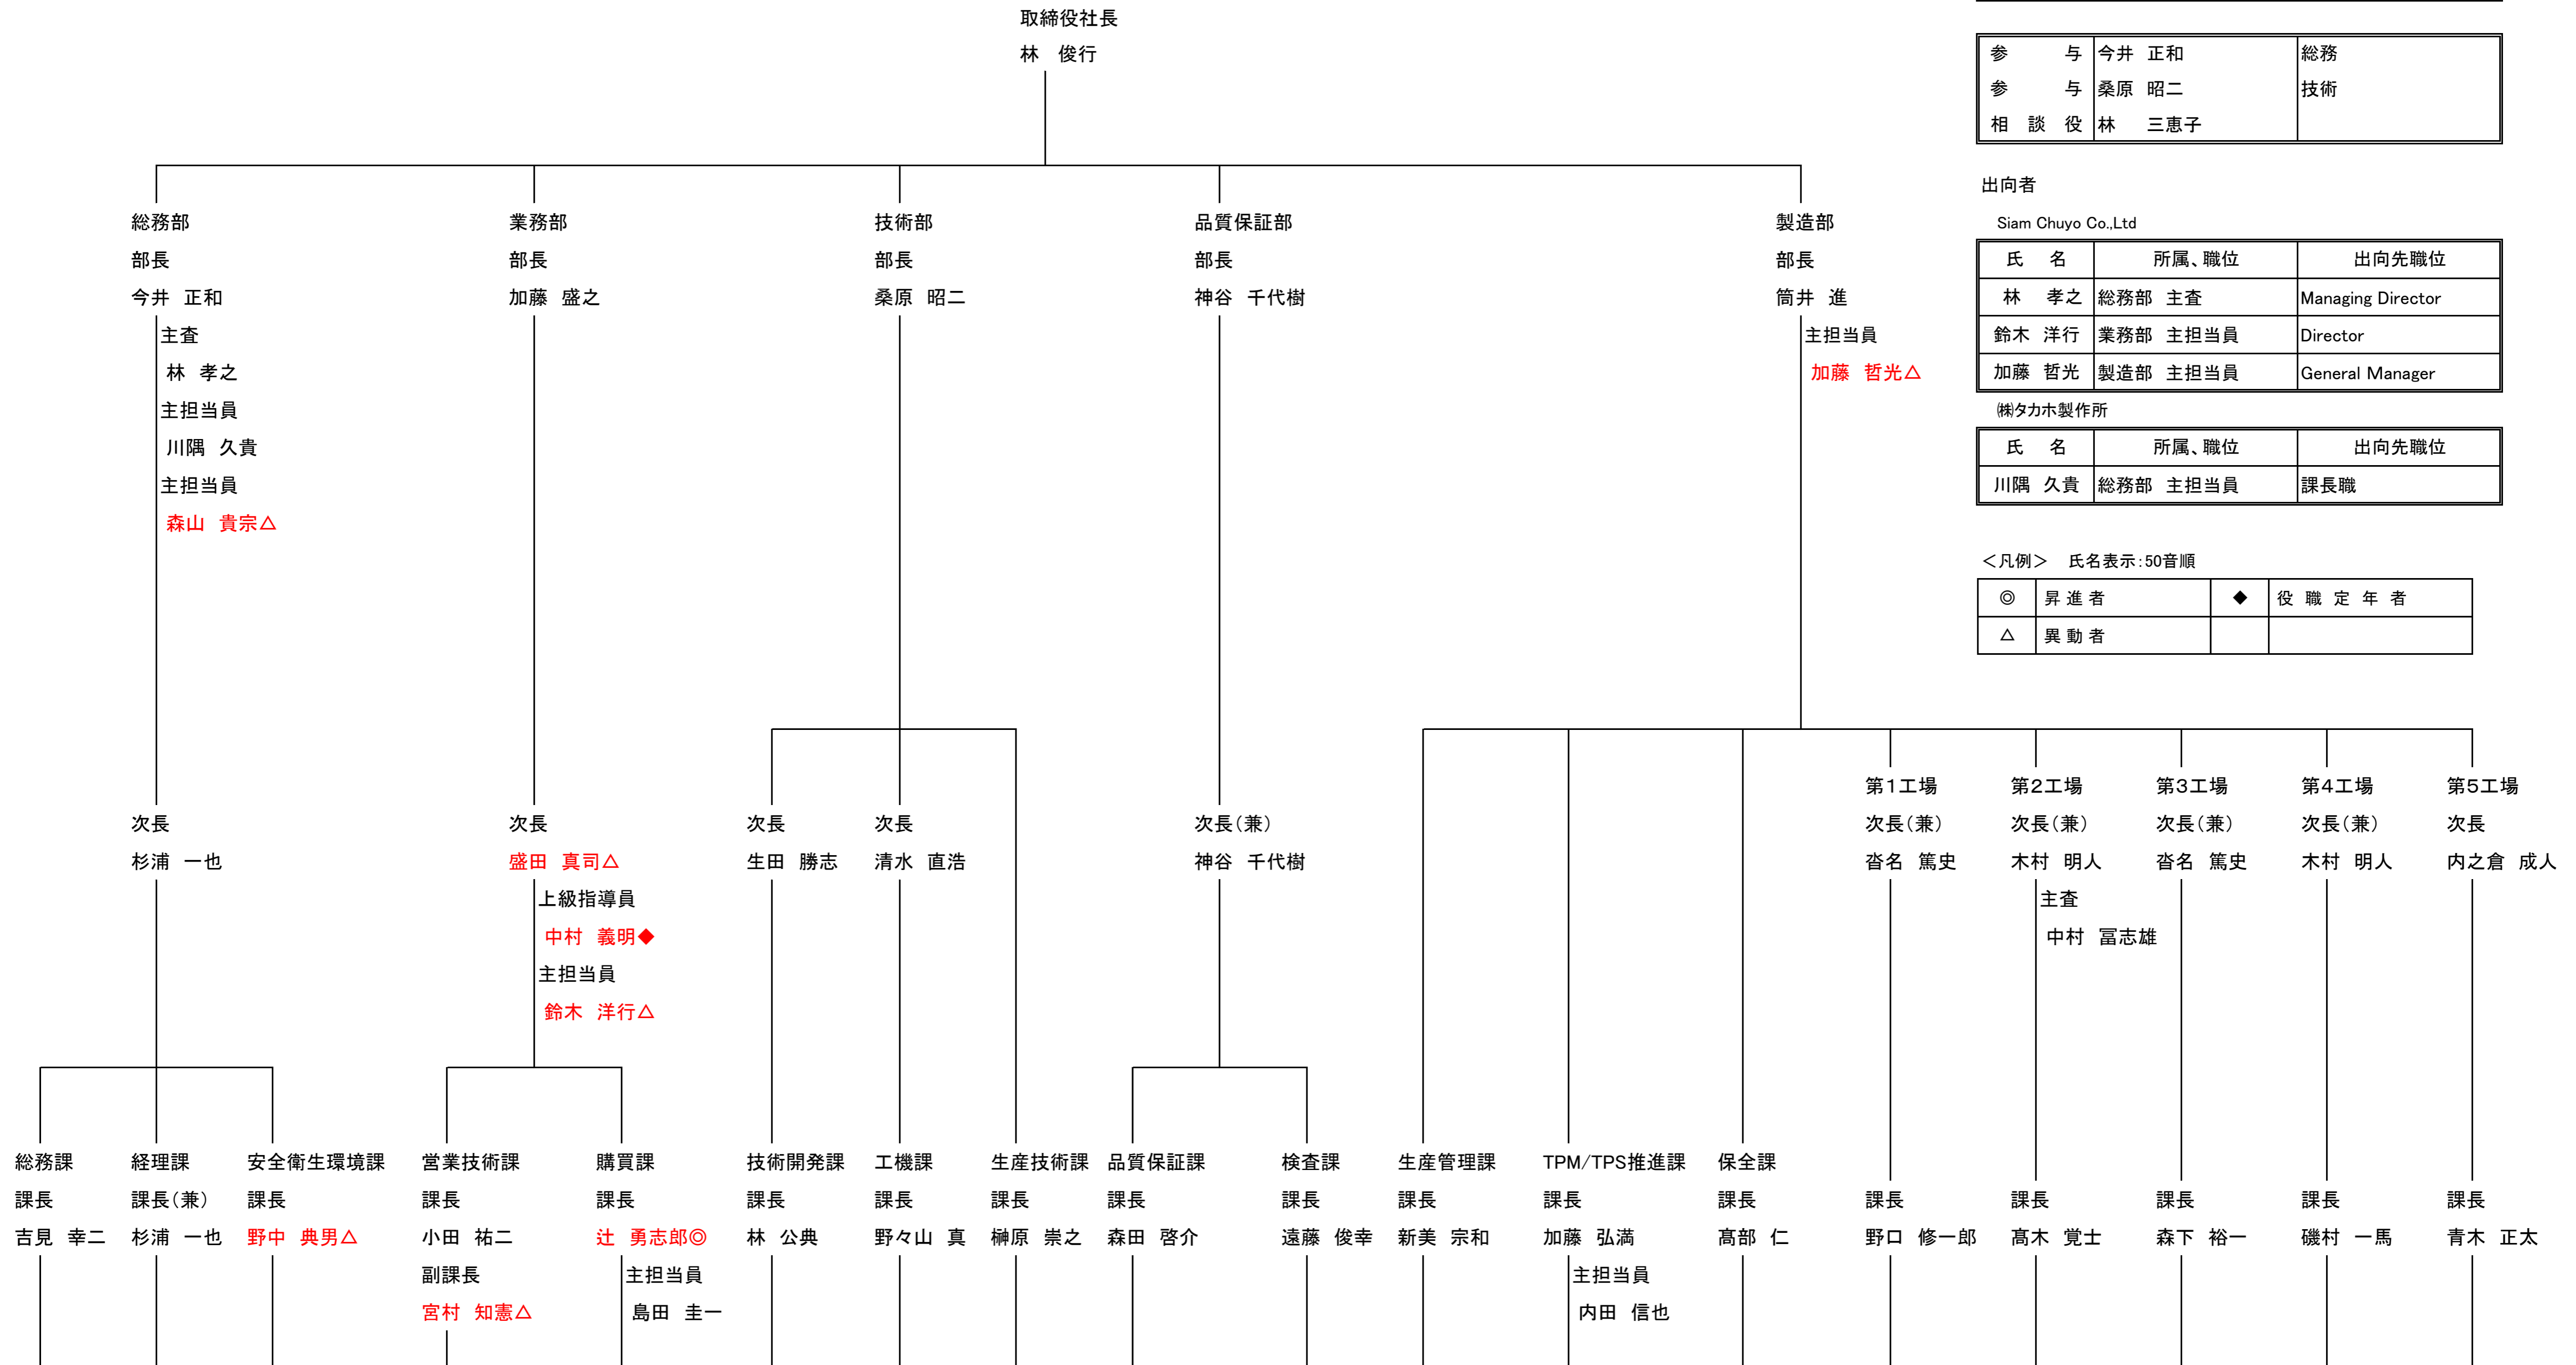 取締役社長
林　俊行
参　与 今井 正和 総務
参　与 桑原 昭二 技術
相 談 役 林　三恵子
出向者
Siam Chuyo Co.,Ltd
氏　名 所属、職位 出向先職位
林　孝之 総務部 主査 Managing Director
鈴木 洋行 業務部 主担当員 Director
加藤 哲光 製造部 主担当員 General Manager
㈱タカホ製作所
氏　名 所属、職位 出向先職位
川隅 久貴 総務部 主担当員 課長職
＜凡例＞　氏名表示：50音順
◎ 昇進者 ◆ 役職定年者
△ 異動者
総務部
部長
今井 正和
主査
林 孝之
主担当員
川隅 久貴
主担当員
森山 貴宗△
次長
杉浦 一也
総務課
課長
吉見 幸二
経理課
課長（兼）
杉浦 一也
安全衛生環境課
課長
野中 典男△
業務部
部長
加藤 盛之
次長
盛田 真司△
上級指導員
中村 義明◆
主担当員
鈴木 洋行△
営業技術課
課長
小田 祐二
副課長
宮村 知憲△
購買課
課長
辻 勇志郎◎
主担当員
島田 圭一
技術部
部長
桑原 昭二
次長
生田 勝志
次長
清水 直浩
技術開発課
課長
林 公典
工機課
課長
野々山 真
生産技術課
課長
榊原 崇之
品質保証部
部長
神谷 千代樹
次長（兼）
神谷 千代樹
品質保証課
課長
森田 啓介
検査課
課長
遠藤 俊幸
製造部
部長
筒井 進
主担当員
加藤 哲光△
生産管理課
課長
新美 宗和
TPM/TPS推進課
課長
加藤 弘満
主担当員
内田 信也
保全課
課長
髙部 仁
第1工場
次長（兼）
沓名 篤史
課長
野口 修一郎
第2工場
次長（兼）
木村 明人
主査
中村 冨志雄
課長
髙木 覚士
第3工場
次長（兼）
沓名 篤史
課長
森下 裕一
第4工場
次長（兼）
木村 明人
課長
磯村 一馬
第5工場
次長
内之倉 成人
課長
青木 正太